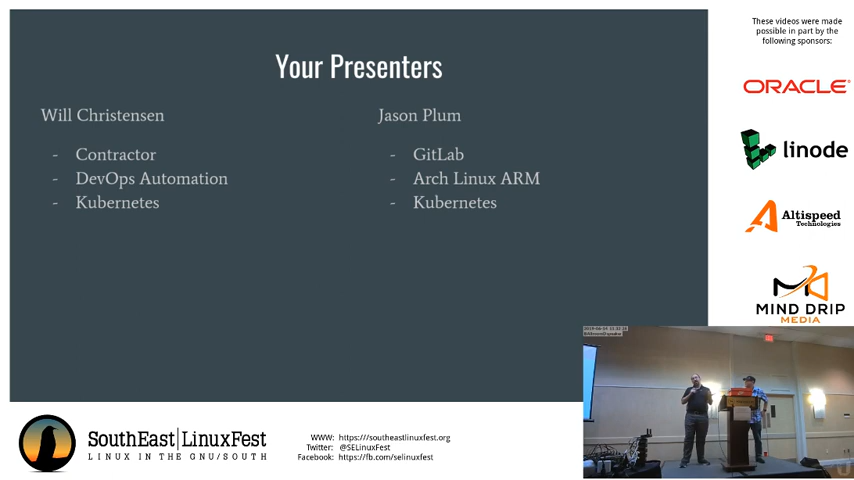 Your Presenters
Will Christensen
- Contractor
- DevOps Automation
- Kubernetes
Jason Plum
- GitLab
- Arch Linux ARM
- Kubernetes
These videos were made
possible in part by the
following sponsors:
ORACLE
linode
Altispeed
Technologies
MIND DRIP
MEDIA
SouthEast|LinuxFest
LINUX IN THE GNU/SOUTH
WWW: https:///southeastlinuxfest.org
Twitter: @SELinuxFest
Facebook: https://fb.com/selinuxfest